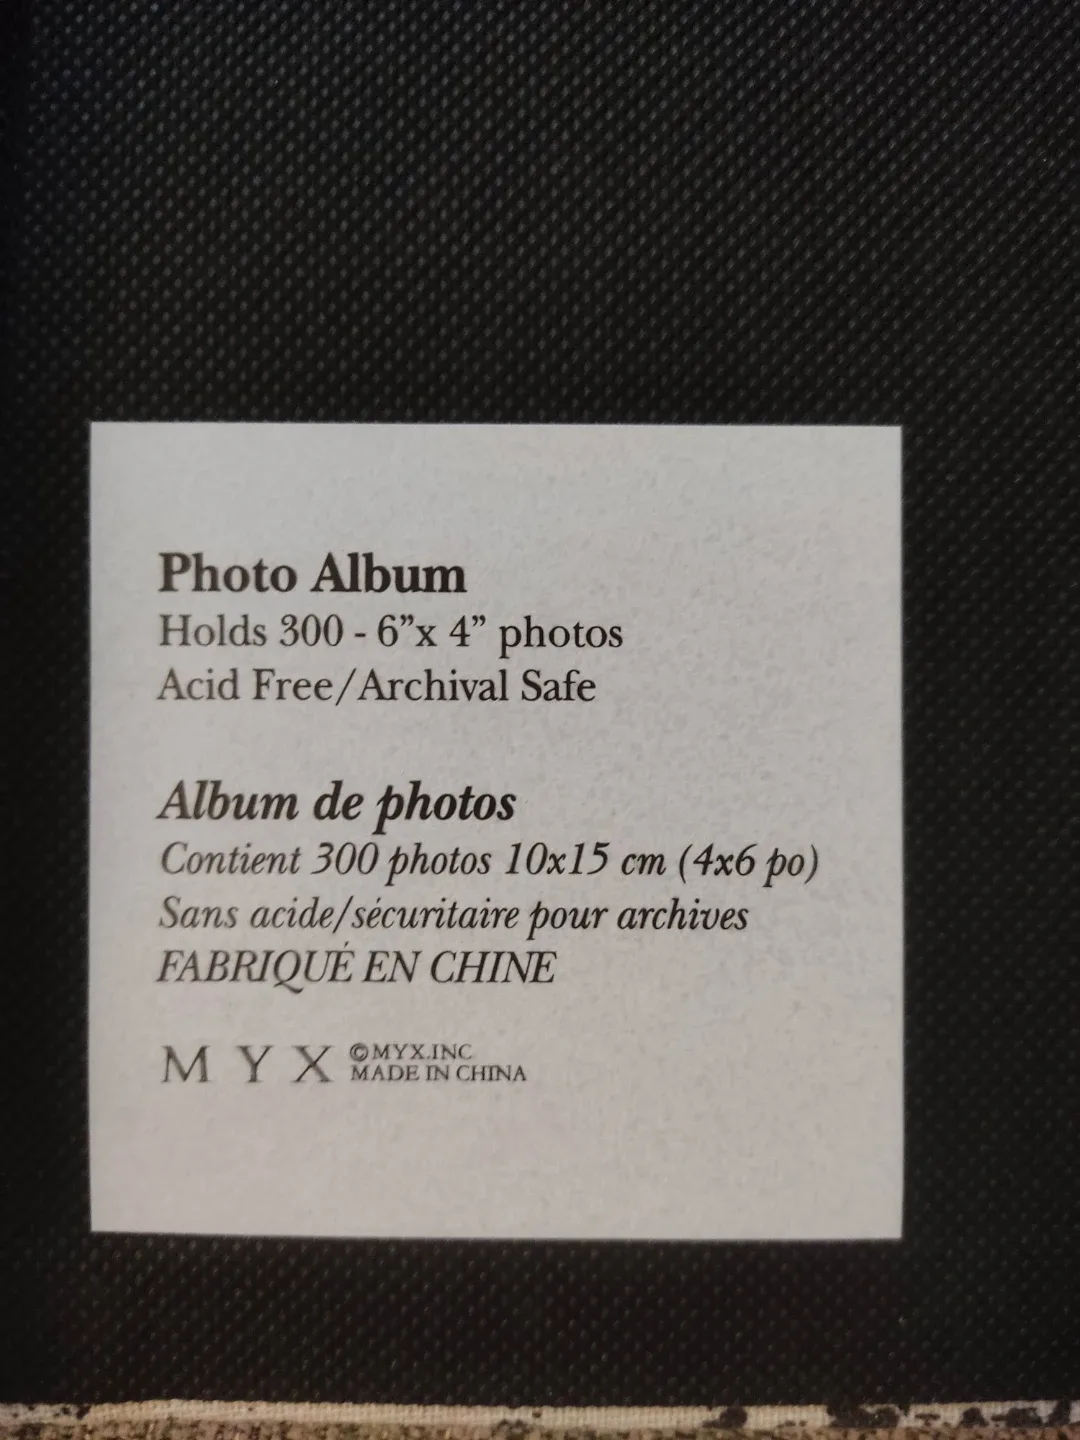 Photo Album
Holds 300 - 6”x 4” photos
Acid Free/Archival Safe
Album de photos
Contient 300 photos 10x15 cm (4x6 po)
Sans acide/sécuritaire pour archives
FABRIQUÉ EN CHINE
M Y X ©MYX.INC
MADE IN CHINA